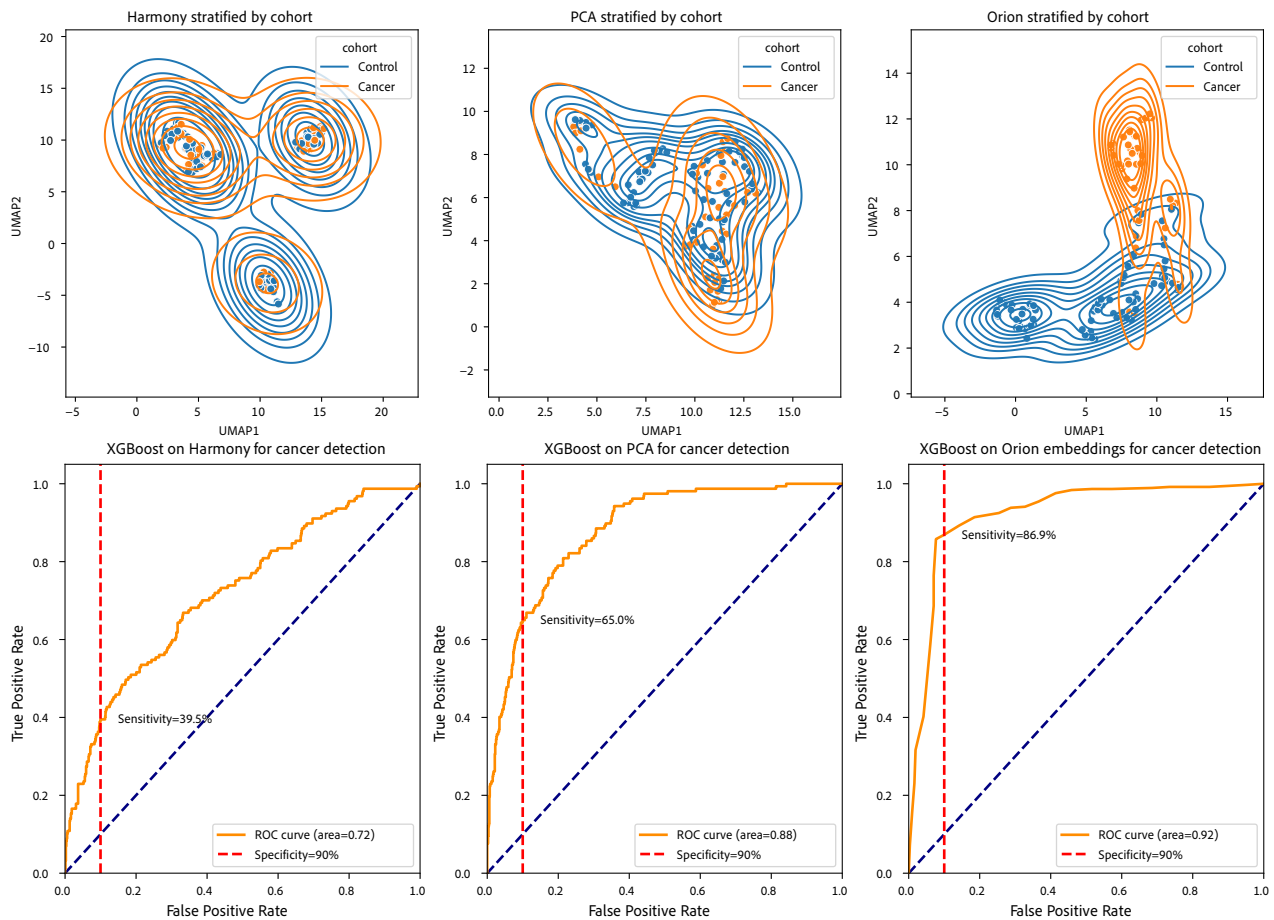 Harmony stratified by cohort
20
15
10
5
0
−5
−10
UMAP2
−5
0
5
10
15
20
UMAP1
cohort
Control
Cancer
PCA stratified by cohort
12
10
8
6
4
2
0
−2
UMAP2
0.0
2.5
5.0
7.5
10.0
12.5
15.0
UMAP1
cohort
Control
Cancer
Orion stratified by cohort
14
12
10
8
6
4
2
0
UMAP2
−5
0
5
10
15
UMAP1
cohort
Control
Cancer
XGBoost on Harmony for cancer detection
1.0
0.8
0.6
0.4
0.2
0.0
True Positive Rate
Sensitivity=39.5%
ROC curve (area=0.72)
Specificity=90%
0.0
0.2
0.4
0.6
0.8
1.0
False Positive Rate
XGBoost on PCA for cancer detection
1.0
0.8
0.6
0.4
0.2
0.0
True Positive Rate
Sensitivity=65.0%
ROC curve (area=0.88)
Specificity=90%
0.0
0.2
0.4
0.6
0.8
1.0
False Positive Rate
XGBoost on Orion embeddings for cancer detection
1.0
0.8
0.6
0.4
0.2
0.0
True Positive Rate
Sensitivity=86.9%
ROC curve (area=0.92)
Specificity=90%
0.0
0.2
0.4
0.6
0.8
1.0
False Positive Rate